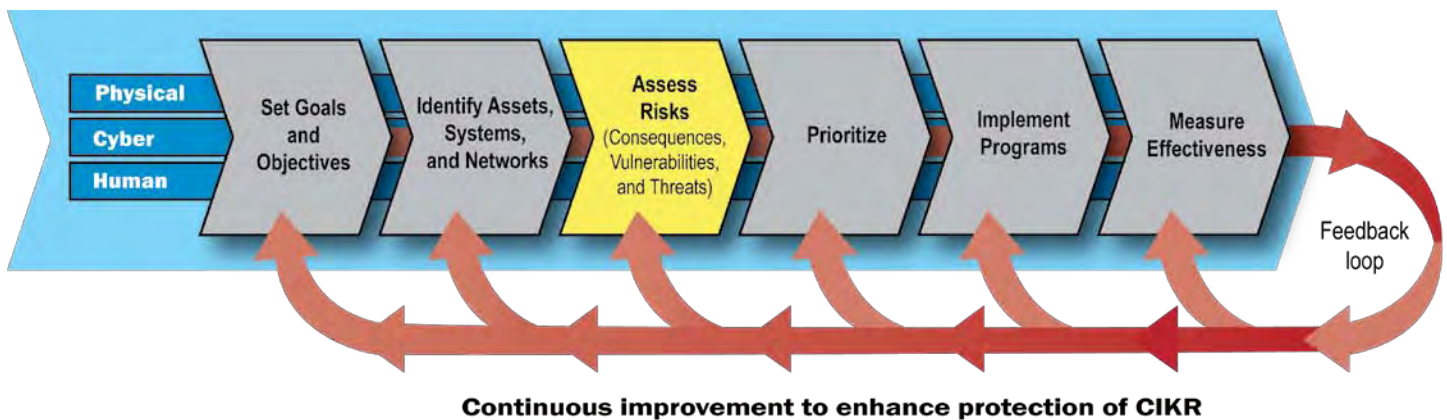 Physical
Cyber
Human
Set Goals
and
Objectives
Identify Assets,
Systems,
and Networks
Assess
Risks
(Consequences,
Vulnerabilities,
and Threats)
Prioritize
Implement
Programs
Measure
Effectiveness
Feedback
loop
Continuous improvement to enhance protection of CIKR